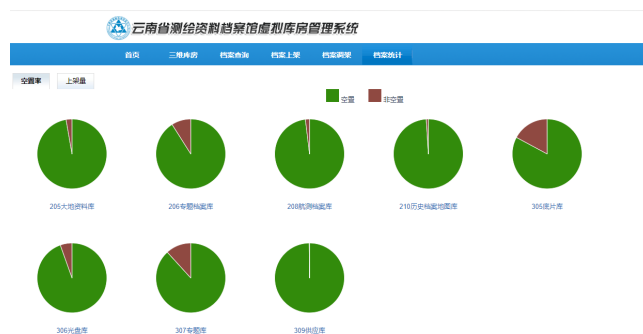 云南省测绘资料档案馆虚拟库房管理系统
首页 三维库房 档案查询 档案上架 档案调架 档案统计
空置率 上架量
空置 非空置
205大地资料库 206专题档案库 208航测档案库 210历史档案地图库 305底片库
306光盘库 307专题库 309供应库